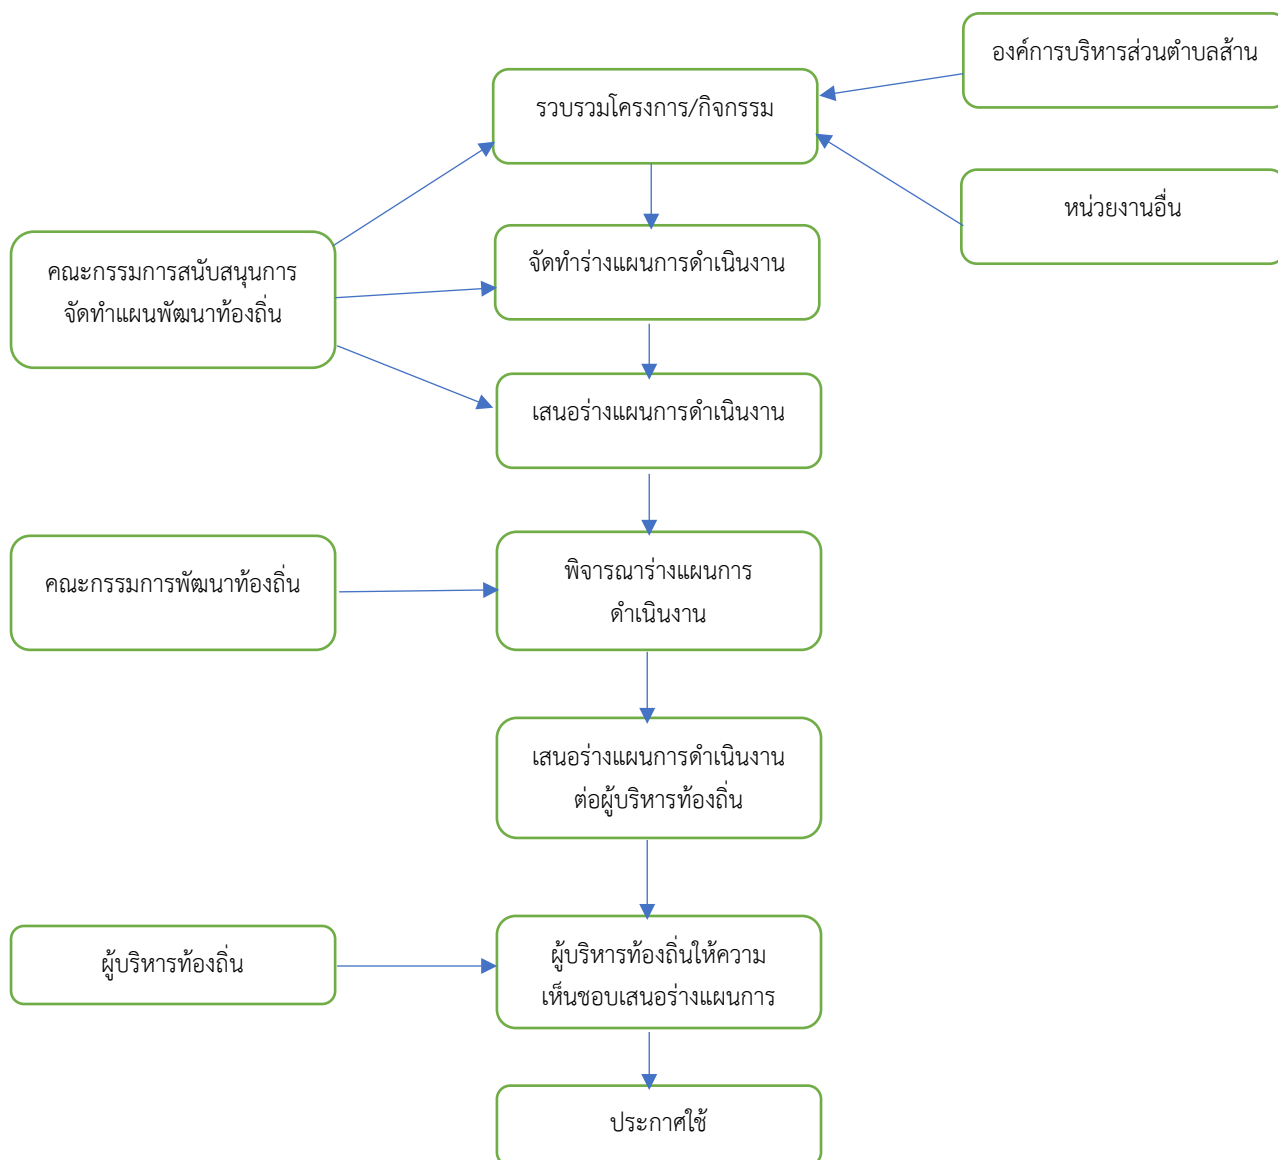 องค์การบริหารส่วนตำบลส้าน
รวบรวมโครงการ/กิจกรรม
หน่วยงานอื่น
คณะกรรมการสนับสนุนการ
จัดทำแผนพัฒนาท้องถิ่น
จัดทำร่างแผนการดำเนินงาน
เสนอร่างแผนการดำเนินงาน
คณะกรรมการพัฒนาท้องถิ่น
พิจารณาร่างแผนการ
ดำเนินงาน
เสนอร่างแผนการดำเนินงาน
ต่อผู้บริหารท้องถิ่น
ผู้บริหารท้องถิ่น
ผู้บริหารท้องถิ่นให้ความ
เห็นชอบเสนอร่างแผนการ
ประกาศใช้